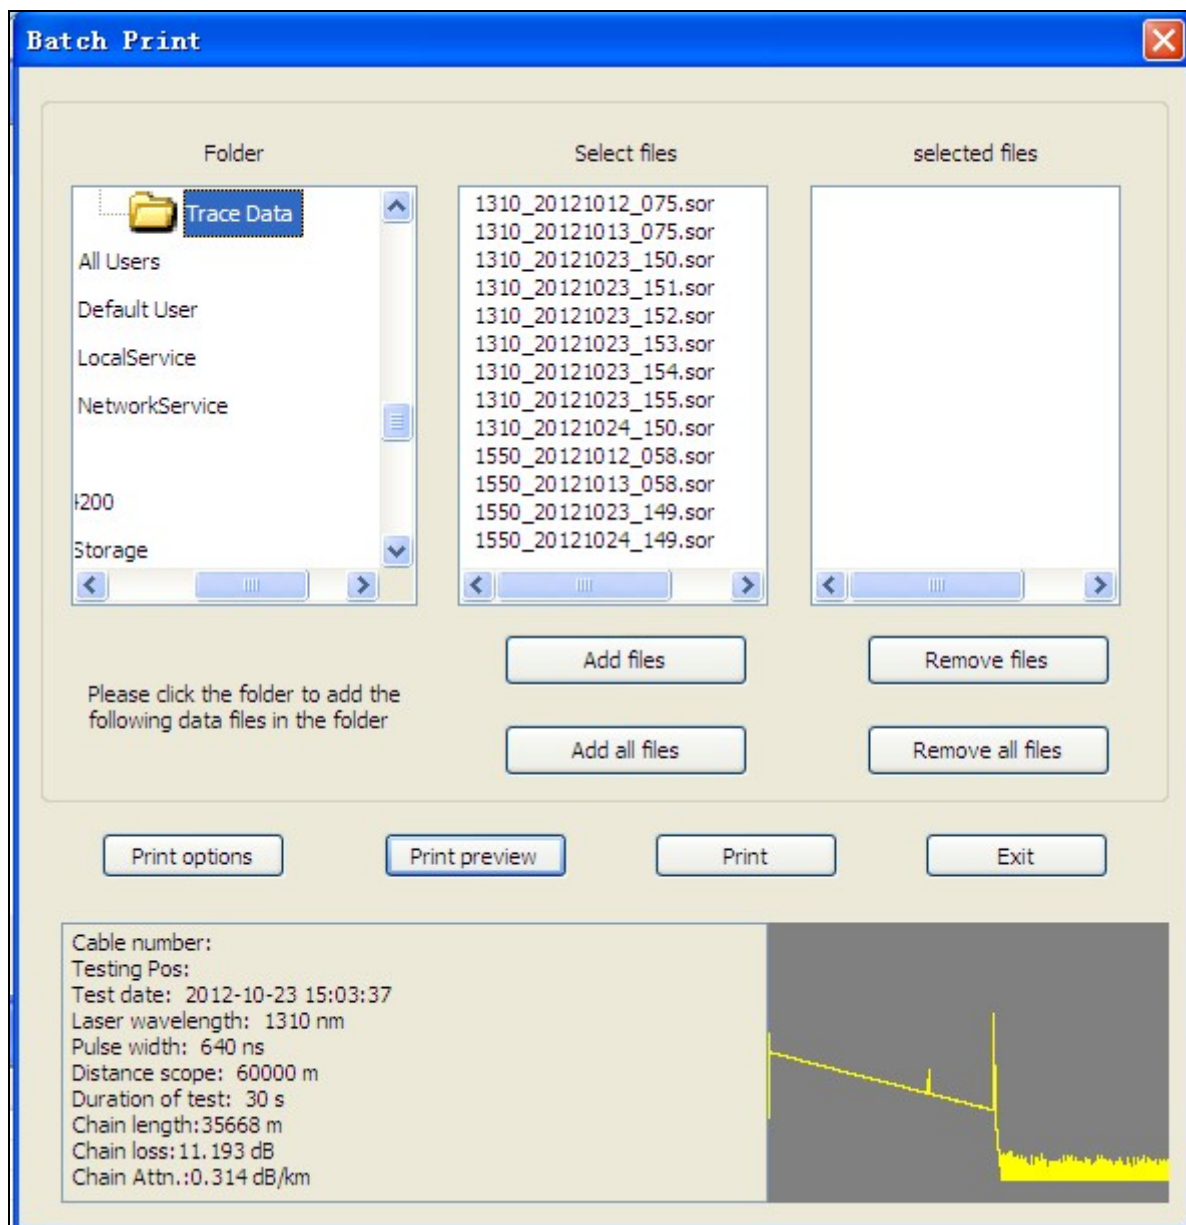 Batch Print
Folder
Select files
selected files
Trace Data
All Users
Default User
LocalService
NetworkService
4200
Storage
1310_20121012_075.sor
1310_20121013_075.sor
1310_20121023_150.sor
1310_20121023_151.sor
1310_20121023_152.sor
1310_20121023_153.sor
1310_20121023_154.sor
1310_20121023_155.sor
1310_20121024_150.sor
1550_20121012_058.sor
1550_20121013_058.sor
1550_20121023_149.sor
1550_20121024_149.sor
Please click the folder to add the
following data files in the folder
Add files
Remove files
Add all files
Remove all files
Print options
Print preview
Print
Exit
Cable number:
Testing Pos:
Test date: 2012-10-23 15:03:37
Laser wavelength: 1310 nm
Pulse width: 640 ns
Distance scope: 60000 m
Duration of test: 30 s
Chain length:35668 m
Chain loss:11.193 dB
Chain Attn.:0.314 dB/km